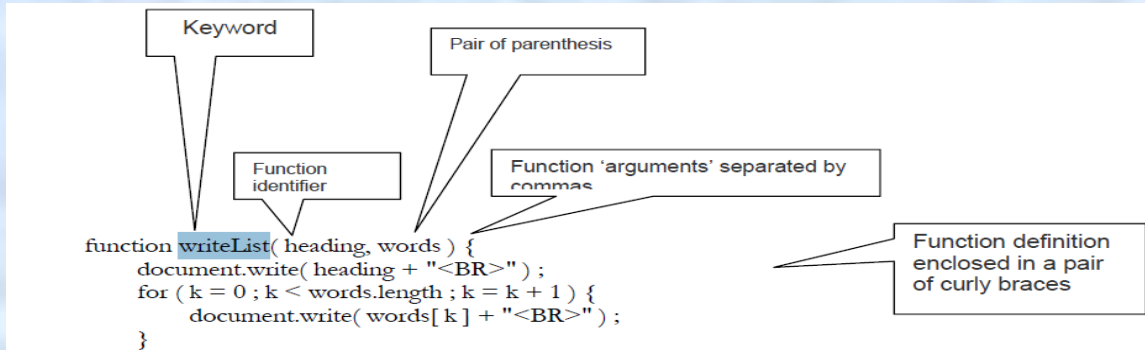 Keyword
Pair of parenthesis
Function
identifier
Function ‘arguments’ separated by
commas
function writeList( heading, words ) {
document.write( heading + "<BR>" ) ;
for ( k = 0 ; k < words.length ; k = k + 1 ) {
document.write( words[ k ] + "<BR>" ) ;
}
Function definition
enclosed in a pair
of curly braces